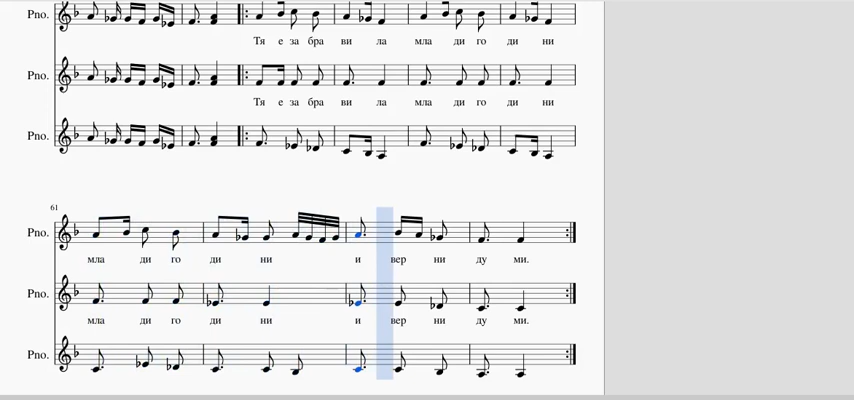 Pno.
Тя е за бра ви ла мла ди го ди ни
Pno.
Тя е за бра ви ла мла ди го ди ни
Pno.
61
Pno.
мла ди го ди ни и вер ни ду ми.
Pno.
мла ди го ди ни и вер ни ду ми.
Pno.